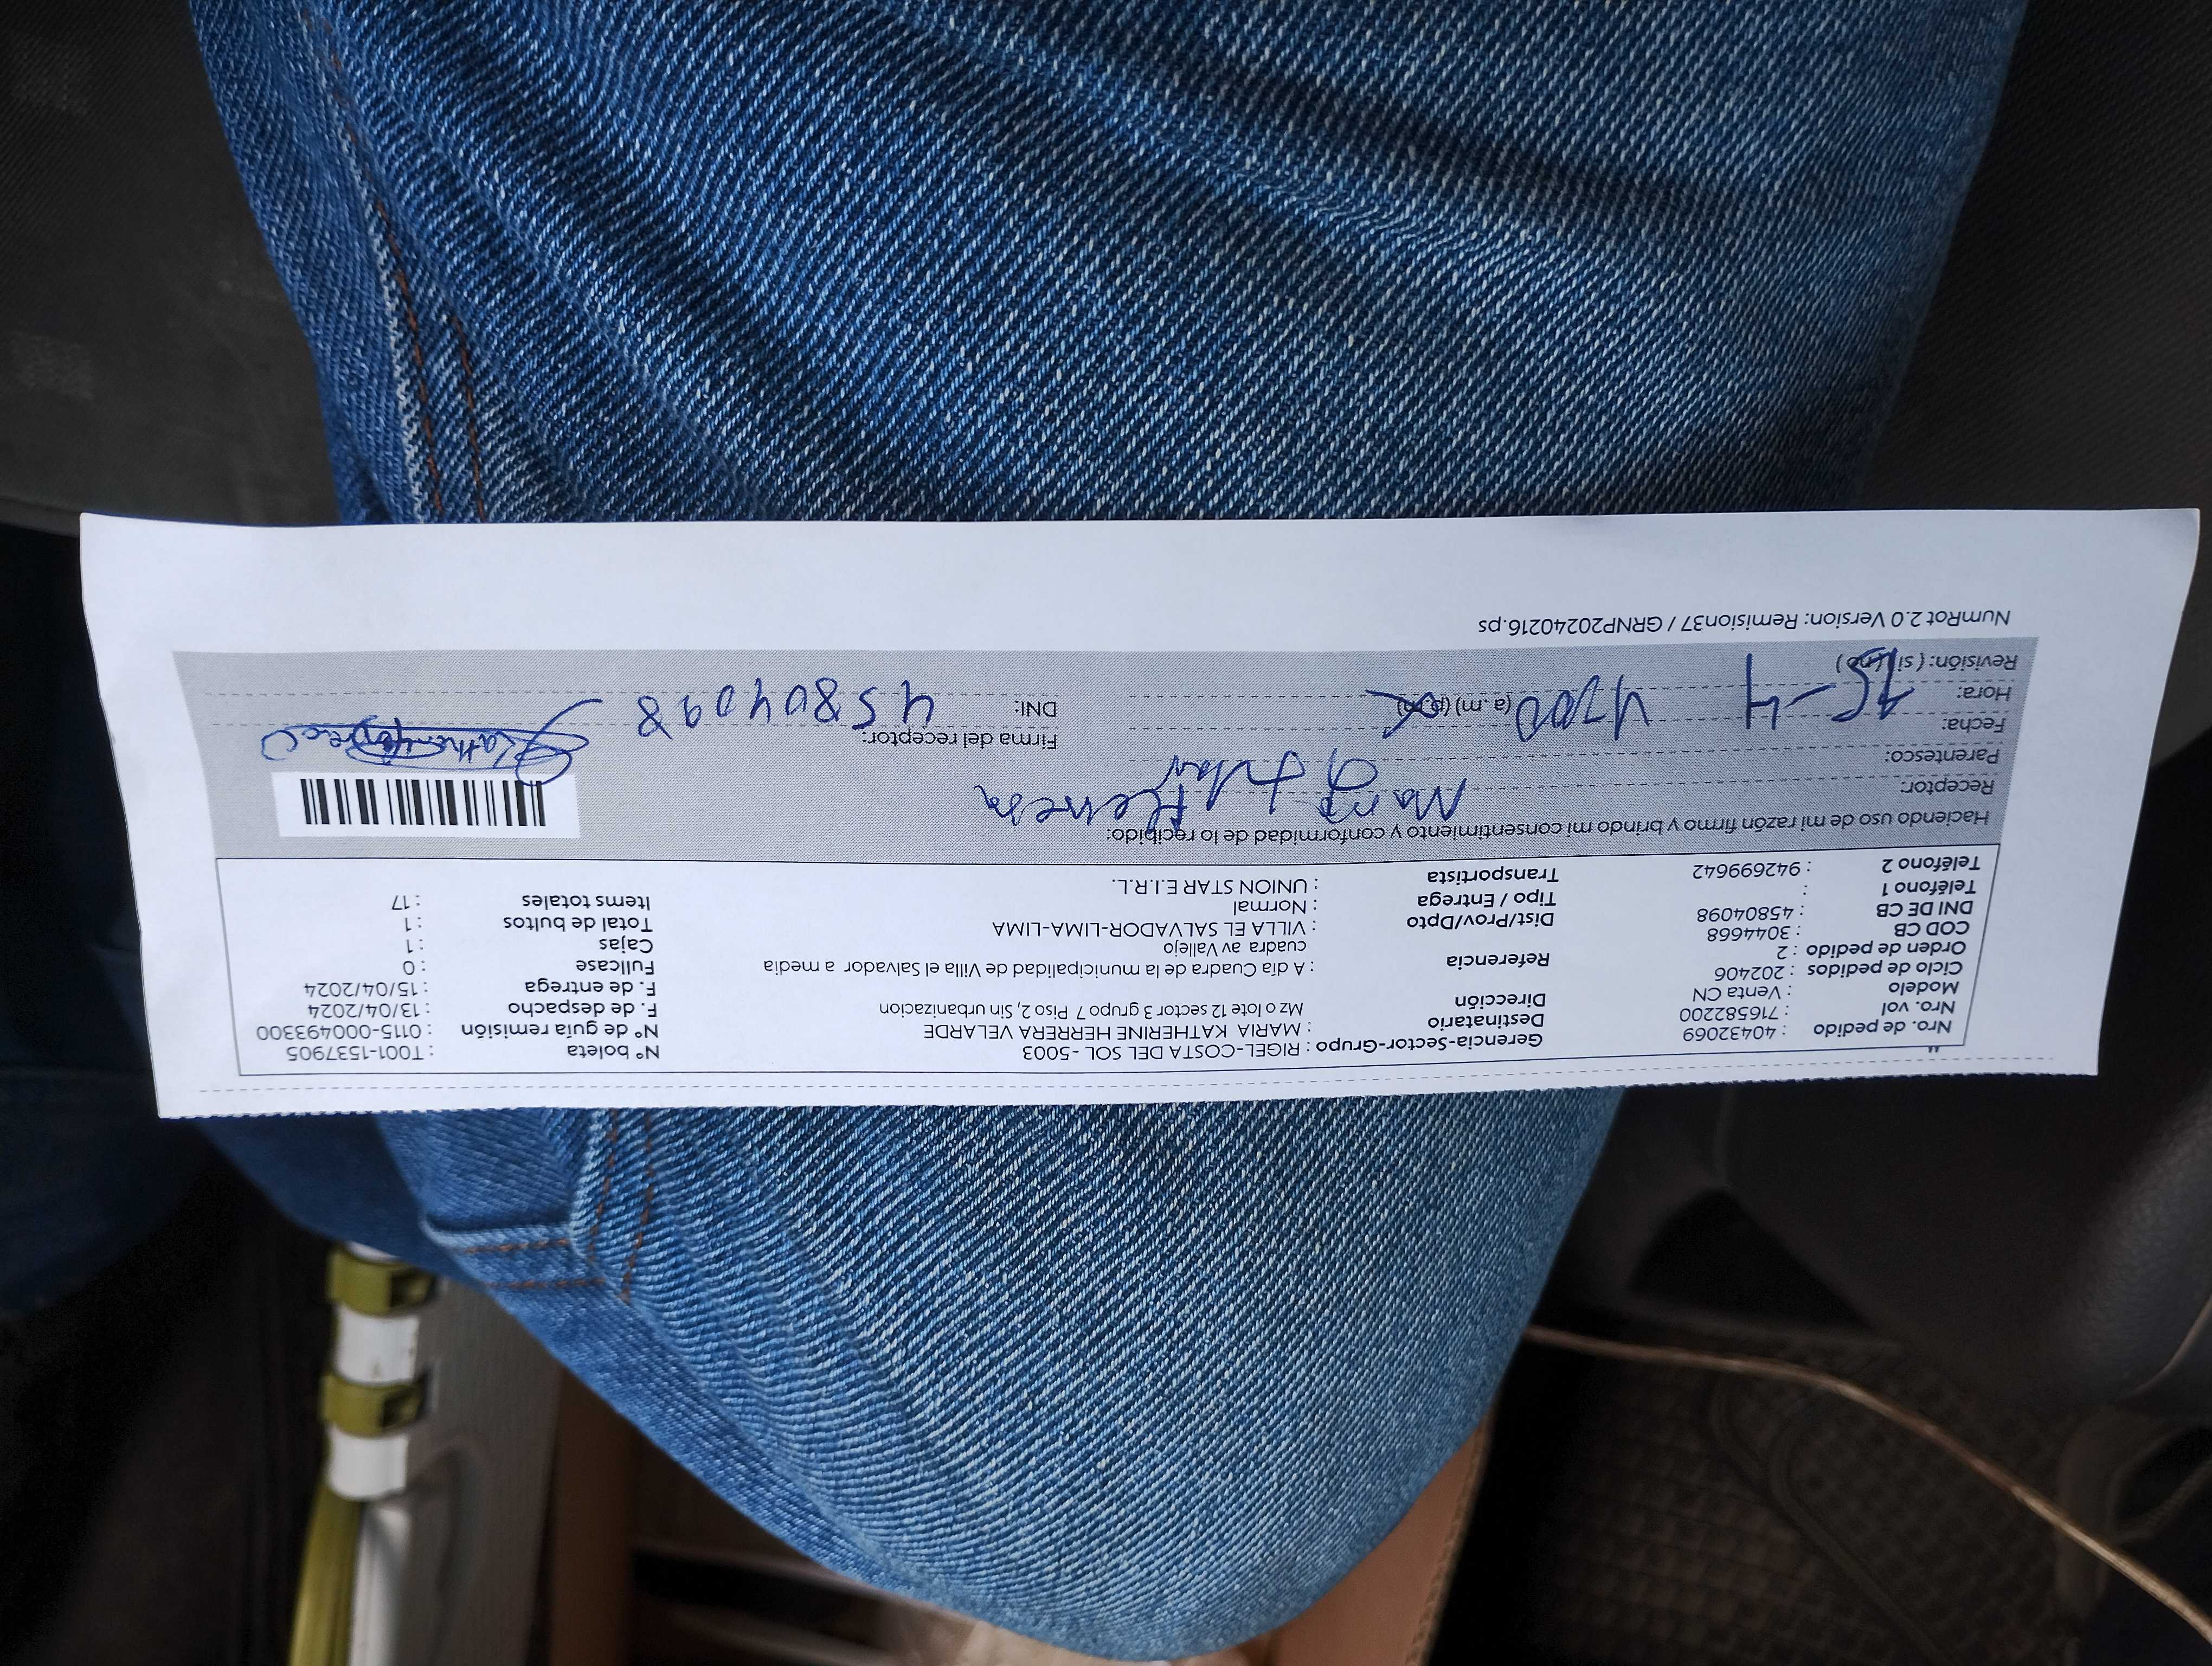 Nro. de pedido : 40432069 Gerencia-Sector-Grupo : RIGEL-COSTA DEL SOL - 5003 N° boleta : T001-1537905
Nro. vol : 716582200 Destinatario : MARIA KATHERINE HERRERA VELARDE N° de guía remisión : 0115-000493300
Modelo : Venta CN Dirección Mz o lote 12 sector 3 grupo 7 Piso 2, Sin urbanizacion F. de despacho : 13/04/2024
Ciclo de pedidos : 202406 F. de entrega : 15/04/2024
Orden de pedido : 2 Referencia : A dia Cuadra de la municipalidad de Villa el Salvador a media Fullcase : 0
cuadra av Vallejo
COD CB : 3044668 Dist/Prov/Dpto : VILLA EL SALVADOR-LIMA-LIMA Cajas : 1
DNI DE CB : 45804098 Tipo / Entrega : Normal Total de bultos : 1
Teléfono 1 : Transportista : UNION STAR E.I.R.L. Items totales : 17
Teléfono 2 : 942699642
Haciendo uso de mi razón firmo y brindo mi consentimiento y conformidad de lo recibido:
Receptor: Herrera
Parentesco:
Fecha: 15-4 Firma del receptor:
Hora: (a.m) (p.m) DNI: 45804098
Revisión: ( si ) ( no )
NumRot 2.0 Version: Remision37 / GRNP20240216.ps